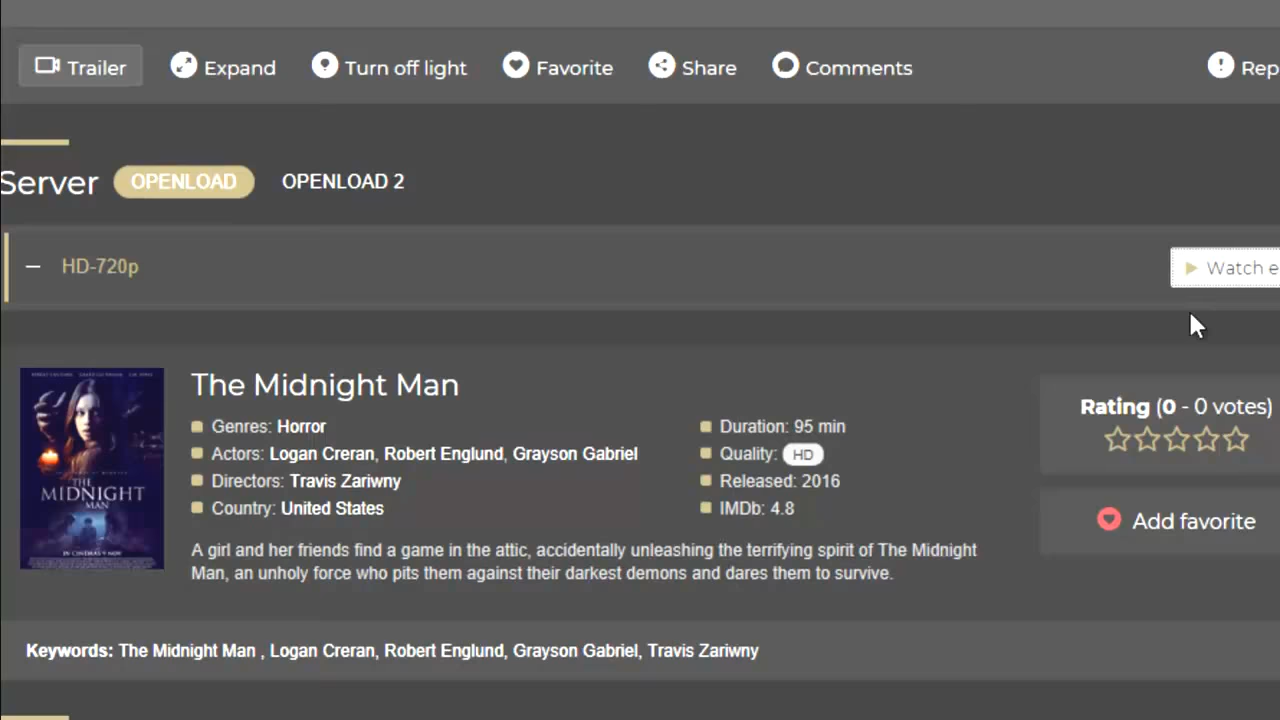 Trailer Expand Turn off light Favorite Share Comments Rep
Server OPENLOAD OPENLOAD 2
HD-720p Watch e
The Midnight Man
Genres: Horror
Actors: Logan Creran, Robert Englund, Grayson Gabriel
Directors: Travis Zariwny
Country: United States
Duration: 95 min
Quality: HD
Released: 2016
IMDb: 4.8
A girl and her friends find a game in the attic, accidentally unleashing the terrifying spirit of The Midnight
Man, an unholy force who pits them against their darkest demons and dares them to survive.
Rating (0 - 0 votes)
Add favorite
THE
MIDNIGHT
MAN
Keywords: The Midnight Man , Logan Creran, Robert Englund, Grayson Gabriel, Travis Zariwny